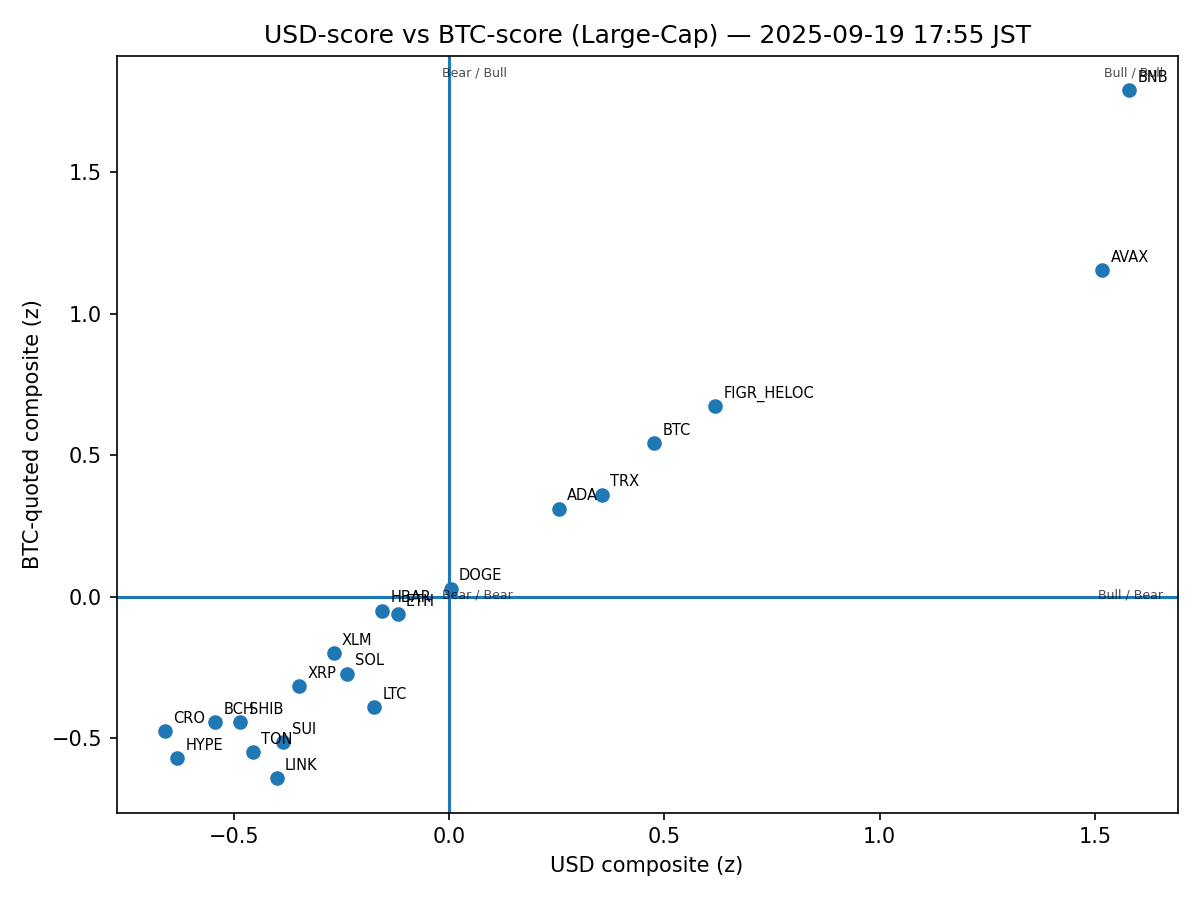 USD-score vs BTC-score (Large-Cap) — 2025-09-19 17:55 JST
Bear / Bull
Bull / Bull
BNB
1.5
AVAX
1.0
FIGR_HELOC
BTC
0.5
TRX
ADA
DOGE
0.0
HBAR
ETH
Bear / Bear
Bull / Bear
XLM
SOL
XRP
LTC
BCH
SHIB
CRO
SUI
−0.5
TON
HYPE
LINK
−0.5
0.0
0.5
1.0
1.5
USD composite (z)
BTC-quoted composite (z)